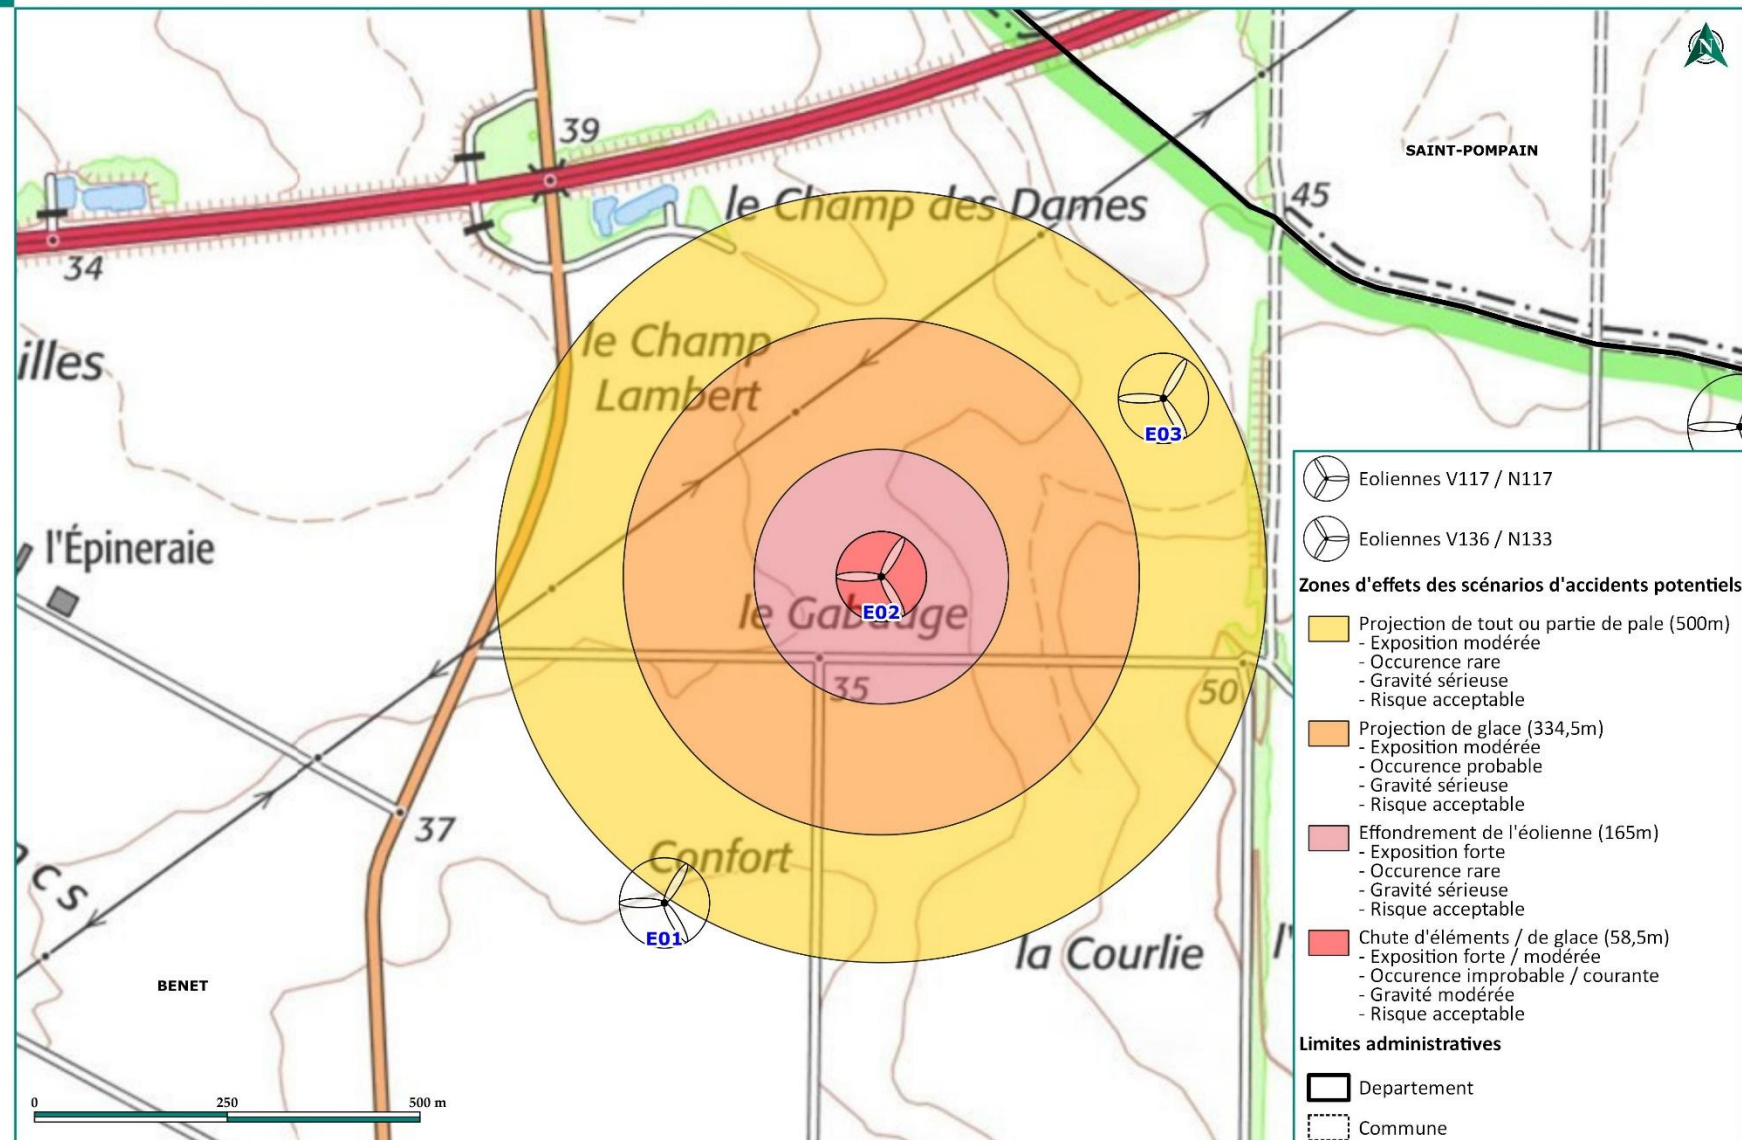 N
39
SAINT-POMPAIN
le Champ des Dames
45
34
le Champ
Lambert
illes
E03
l'Épineraie
E02
le Gabauge
35
50
37
Confort
E01
la Courlie
l'
BENET
0 250 500 m
Eoliennes V117 / N117
Eoliennes V136 / N133
Zones d'effets des scénarios d'accidents potentiels
Projection de tout ou partie de pale (500m)
- Exposition modérée
- Occurence rare
- Gravité sérieuse
- Risque acceptable
Projection de glace (334,5m)
- Exposition modérée
- Occurence probable
- Gravité sérieuse
- Risque acceptable
Effondrement de l'éolienne (165m)
- Exposition forte
- Occurence rare
- Gravité sérieuse
- Risque acceptable
Chute d'éléments / de glace (58,5m)
- Exposition forte / modérée
- Occurence improbable / courante
- Gravité modérée
- Risque acceptable
Limites administratives
Departement
Commune